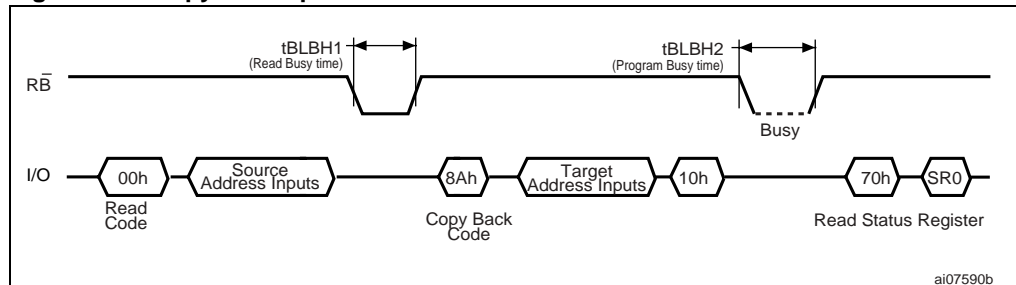 tBLBH1
(Read Busy time)
tBLBH2
(Program Busy time)
RB̅
Busy
I/O
00h
Source
Address Inputs
8Ah
Target
Address Inputs
10h
70h
SR0
Read
Code
Copy Back
Code
Read Status Register
ai07590b